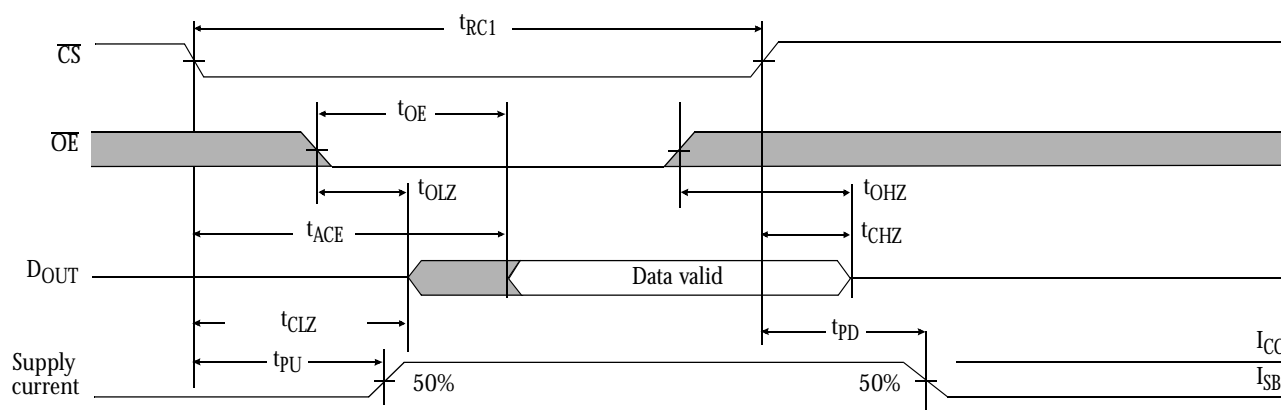 tRC1
CS
tOE
OE
tOLZ
tOHZ
tACE
tCHZ
DOUT
Data valid
tCLZ
tPD
tPU
Supply
current
50%
50%
ICC
ISB